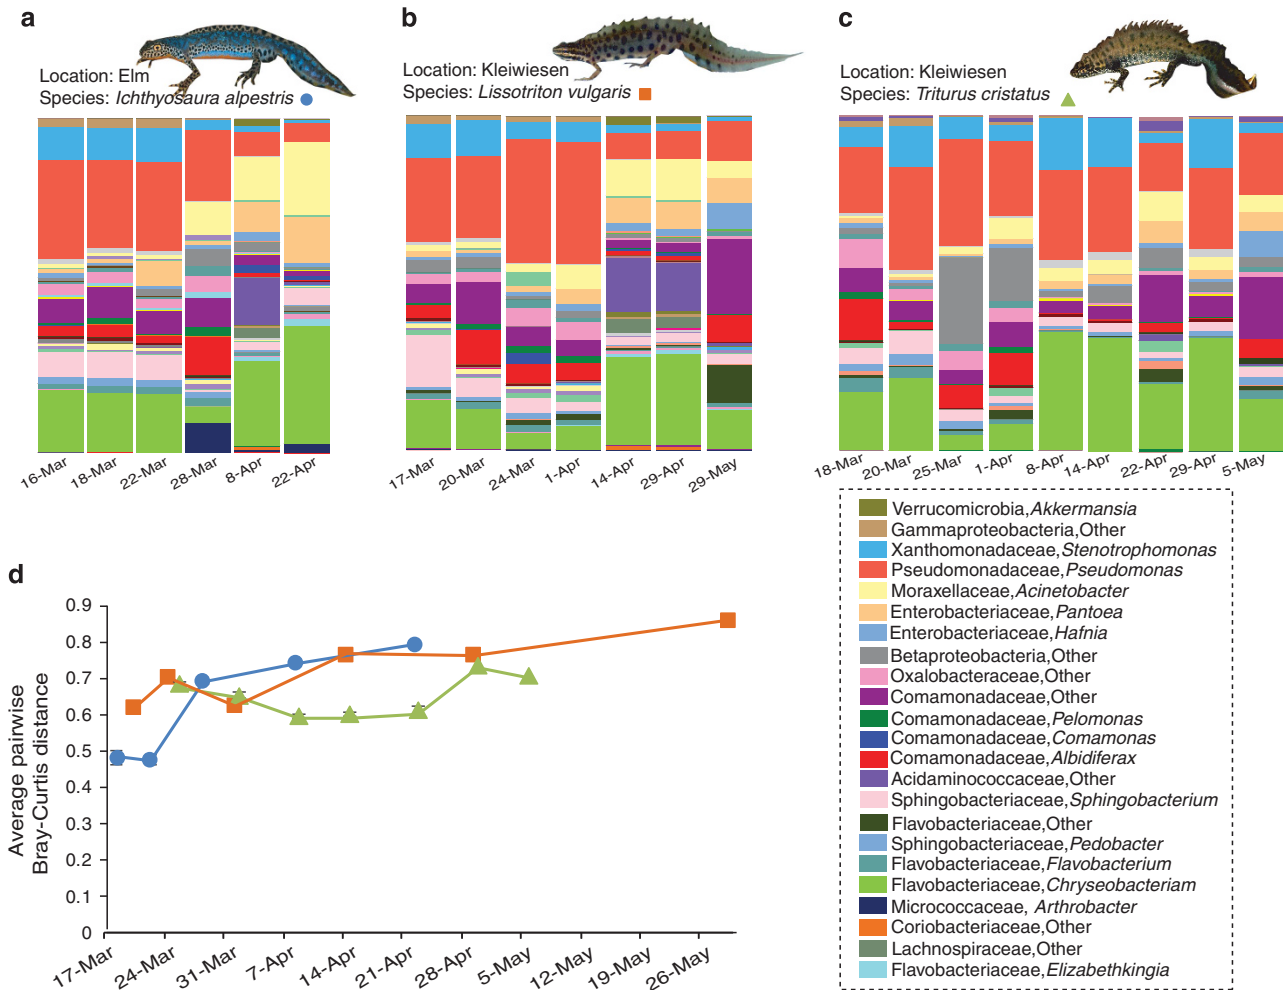 a
Location: Elm
Species: Ichthyosaura alpestris
16-Mar
18-Mar
22-Mar
28-Mar
8-Apr
22-Apr
b
Location: Kleiwiesen
Species: Lissotriton vulgaris
17-Mar
20-Mar
24-Mar
1-Apr
14-Apr
29-Apr
29-May
c
Location: Kleiwiesen
Species: Triturus cristatus
18-Mar
20-Mar
25-Mar
1-Apr
8-Apr
14-Apr
22-Apr
29-Apr
5-May
Verrucomicrobia,Akkermansia
Gammaproteobacteria,Other
Xanthomonadaceae,Stenotrophomonas
Pseudomonadaceae,Pseudomonas
Moraxellaceae,Acinetobacter
Enterobacteriaceae,Pantoea
Enterobacteriaceae,Hafnia
Betaproteobacteria,Other
Oxalobacteraceae,Other
Comamonadaceae,Other
Comamonadaceae,Pelomonas
Comamonadaceae,Comamonas
Comamonadaceae,Albidiferax
Acidaminococcaceae,Other
Sphingobacteriaceae,Sphingobacterium
Flavobacteriaceae,Other
Sphingobacteriaceae,Pedobacter
Flavobacteriaceae,Flavobacterium
Flavobacteriaceae,Chryseobacteriam
Micrococcaceae, Arthrobacter
Coriobacteriaceae,Other
Lachnospiraceae,Other
Flavobacteriaceae,Elizabethkingia
d
Average pairwise
Bray-Curtis distance
0.9
0.8
0.7
0.6
0.5
0.4
0.3
0.2
0.1
0
17-Mar
24-Mar
31-Mar
7-Apr
14-Apr
21-Apr
28-Apr
5-May
12-May
19-May
26-May